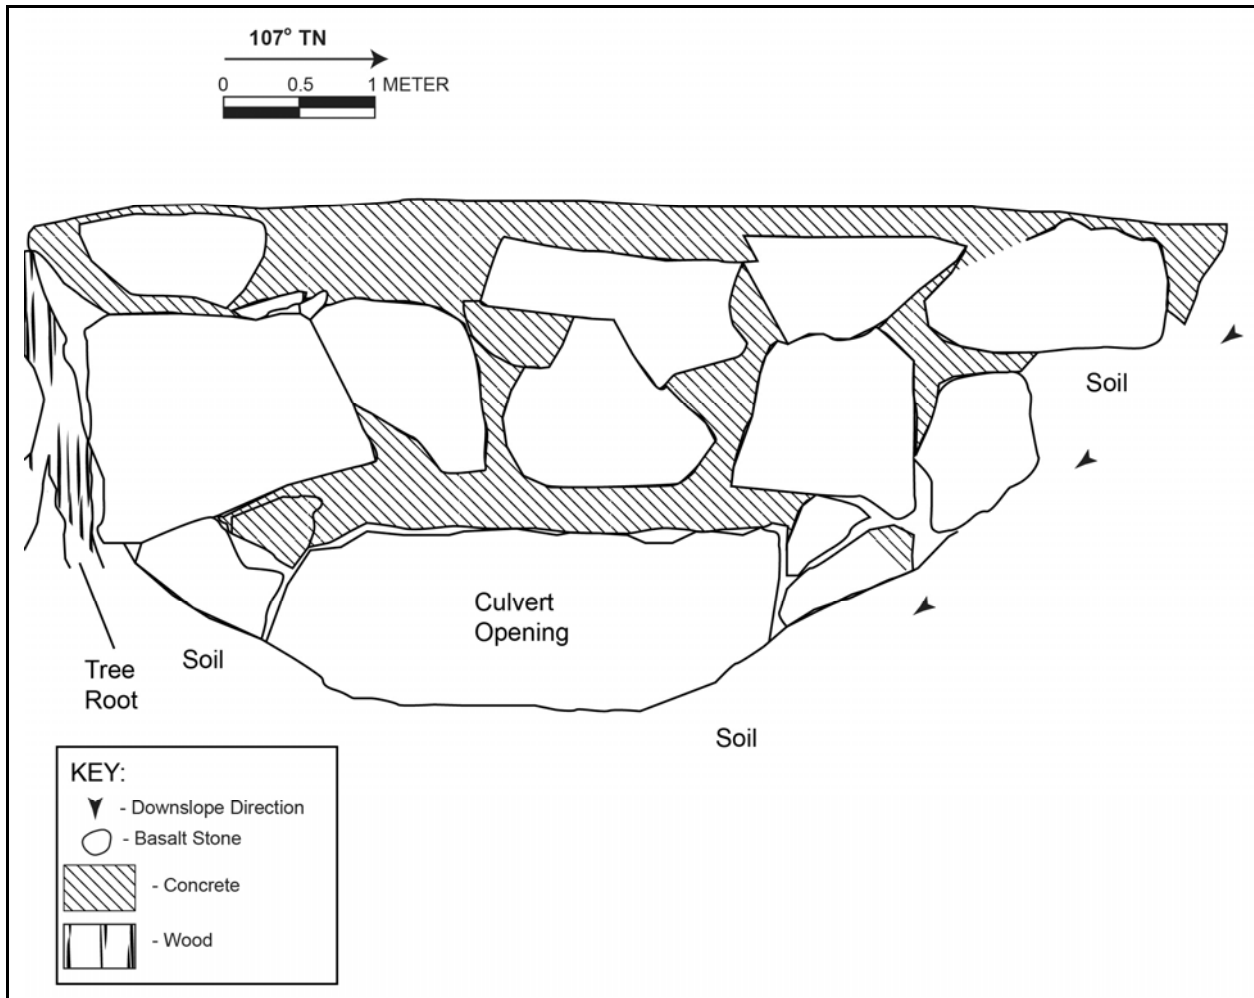 107° TN
0 0.5 1 METER
Soil
Culvert
Opening
Soil
Tree
Root
Soil
KEY:
- Downslope Direction
- Basalt Stone
- Concrete
- Wood